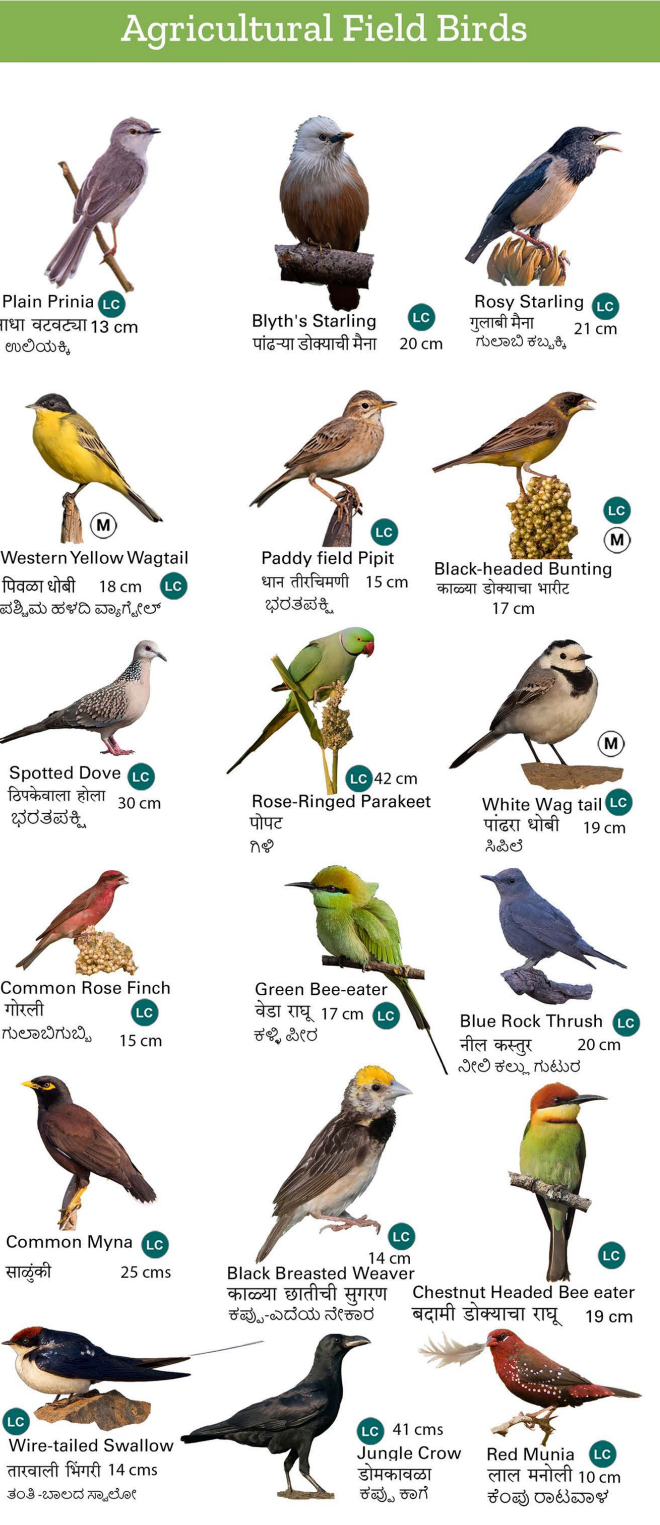 Agricultural Field Birds
Plain Prinia LC
साधा वटवट्या 13 cm
ಉಲಿಯಕ್ಕಿ
Blyth's Starling LC
पांढऱ्या डोक्याची मैना 20 cm
Rosy Starling LC
गुलाबी मैना 21 cm
ಗುಲಾಬಿ ಕಬ್ಬಕ್ಕಿ
M
Western Yellow Wagtail
पिवळा धोबी 18 cm LC
ಪಶ್ಚಿಮ ಹಳದಿ ವ್ಯಾಗ್ಟೇಲ್
LC
Paddy field Pipit
धान तीरचिमणी 15 cm
ಭರತಪಕ್ಷಿ
LC
M
Black-headed Bunting
काळ्या डोक्याचा भारीट
17 cm
Spotted Dove LC
ठिपकेवाला होला 30 cm
ಭರತಪಕ್ಷಿ
LC 42 cm
Rose-Ringed Parakeet
पोपट
ಗಿಳಿ
M
White Wag tail LC
पांढरा धोबी 19 cm
ಸಿಪಿಲೆ
Common Rose Finch
गोरली LC
ಗುಲಾಬಿಗುಬ್ಬಿ 15 cm
Green Bee-eater
वेडा राघू 17 cm LC
ಕಳ್ಳಿ ಪೀರ
Blue Rock Thrush LC
नील कस्तुर 20 cm
ನೀಲಿ ಕಲ್ಲು ಗುಟುರ
Common Myna LC
साळुंकी 25 cms
LC
14 cm
Black Breasted Weaver
काळ्या छातीची सुगरण
ಕಪ್ಪು-ಎದೆಯ ನೇಕಾರ
LC
Chestnut Headed Bee eater
बदामी डोक्याचा राघू 19 cm
LC
Wire-tailed Swallow
तारवाली भिंगरी 14 cms
ತಂತಿ-ಬಾಲದ ಸ್ವಾಲೋ
LC 41 cms
Jungle Crow
डोमकावळा
ಕಪ್ಪು ಕಾಗೆ
Red Munia LC
लाल मनोली 10 cm
ಕೆಂಪು ರಾಟವಾಳ